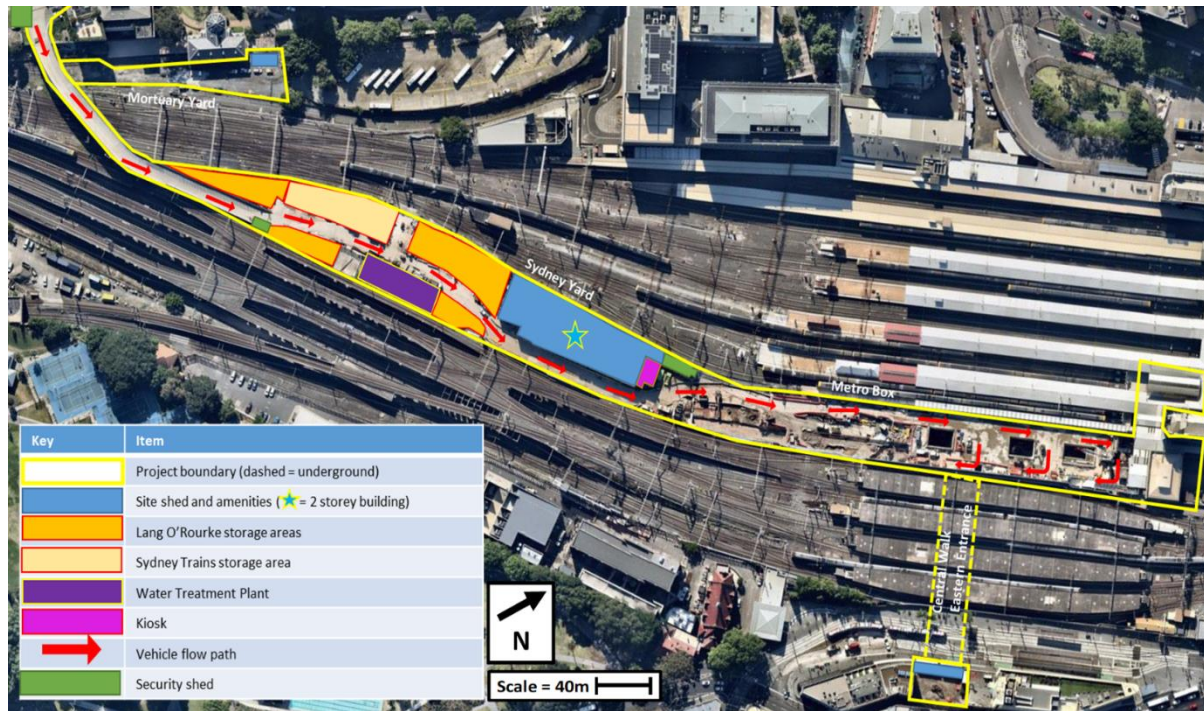 Mortuary Yard
Sydney Yard
Metro Box
Central Walk
Eastern Entrance
Key Item
Project boundary (dashed = underground)
Site shed and amenities ( = 2 storey building)
Lang O’Rourke storage areas
Sydney Trains storage area
Water Treatment Plant
Kiosk
Vehicle flow path
Security shed
N
Scale = 40m